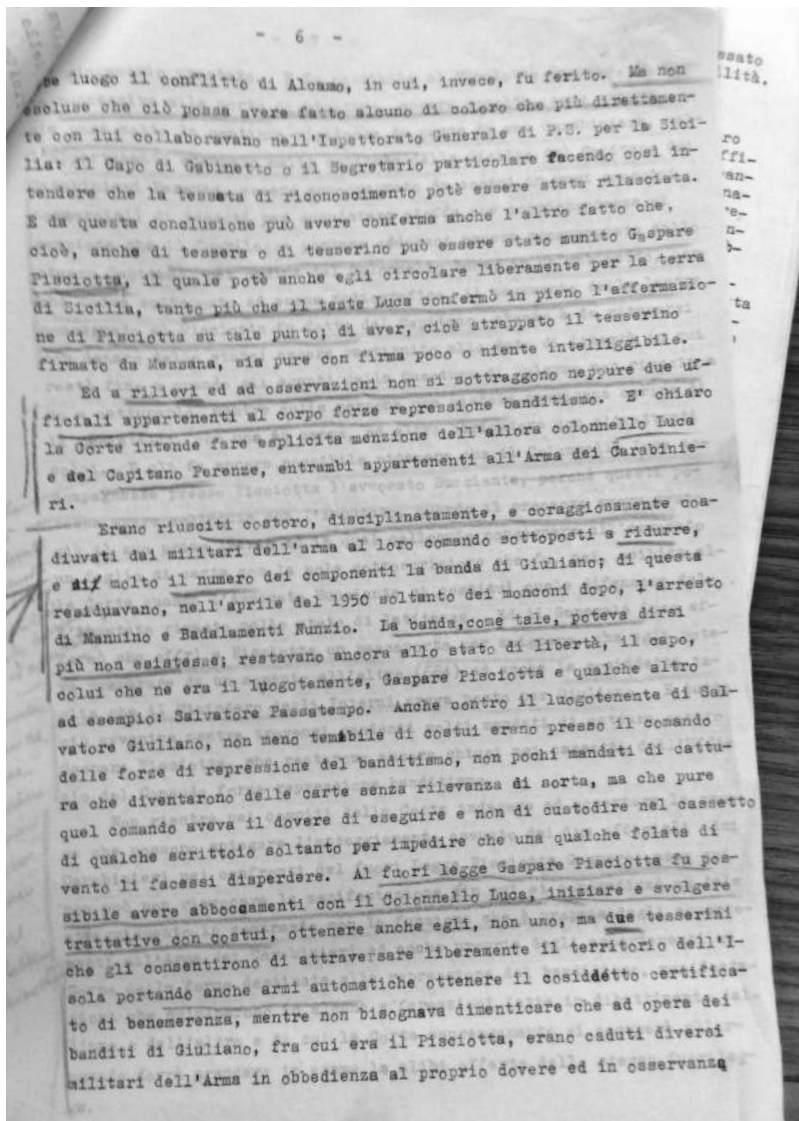 - 6 -
be luogo il conflitto di Alcamo, in cui, invece, fu ferito. Ma non
escluse che ciò possa avere fatto alcuno di coloro che più direttamen-
te con lui collaboravano nell'Ispettorato Generale di P.S. per la Sici-
lia: il Capo di Gabinetto o il Segretario particolare facendo così in-
tendere che la tessata di riconoscimento potè essere stata rilasciata.
E da questa conclusione può avere conferma anche l'altro fatto che,
cioè, anche di tessera o di tesserino può essere stato munito Gaspare
Pisciotta, il quale potè anche egli circolare liberamente per la terra
di Sicilia, tanto più che il teste Luca confermò in pieno l'affermazio-
ne di Pisciotta su tale punto; di aver, cioè strappato il tesserino
firmato da Messana, sia pure con firma poco o niente intelliggibile.
Ed a rilievi ed ad osservazioni non si sottraggono neppure due uf-
ficiali appartenenti al corpo forze repressione banditismo. E' chiaro
la Corte intende fare esplicita menzione dell'allora colonnello Luca
e del Capitano Perenze, entrambi appartenenti all'Arma dei Carabinie-
ri.
Erano riusciti costoro, disciplinatamente, e coraggiosamente coa-
diuvati dai militari dell'arma al loro comando sottoposti a ridurre,
e di molto il numero dei componenti la banda di Giuliano; di questa
residuavano, nell'aprile del 1950 soltanto dei monconi dopo, l'arresto
di Mannino e Badalamenti Nunzio. La banda,come tale, poteva dirsi
più non esistesse; restavano ancora allo stato di libertà, il capo,
colui che ne era il luogotenente, Gaspare Pisciotta e qualche altro
ad esempio: Salvatore Passatempo. Anche contro il luogotenente di Sal-
vatore Giuliano, non meno temibile di costui erano presso il comando
delle forze di repressione del banditismo, non pochi mandati di cattu-
ra che diventarono delle carte senza rilevanza di sorta, ma che pure
quel comando aveva il dovere di eseguire e non di custodire nel cassetto
di qualche scrittoio soltanto per impedire che una qualche folata di
vento li facessi disperdere. Al fuori legge Gaspare Pisciotta fu pos-
sibile avere abboccamenti con il Colonnello Luca, iniziare e svolgere
trattative con costui, ottenere anche egli, non uno, ma due tesserini
che gli consentirono di attraversare liberamente il territorio dell'I-
sola portando anche armi automatiche ottenere il cosiddetto certifica-
to di benemerenza, mentre non bisognava dimenticare che ad opera dei
banditi di Giuliano, fra cui era il Pisciotta, erano caduti diversi
militari dell'Arma in obbedienza al proprio dovere ed in osservanza